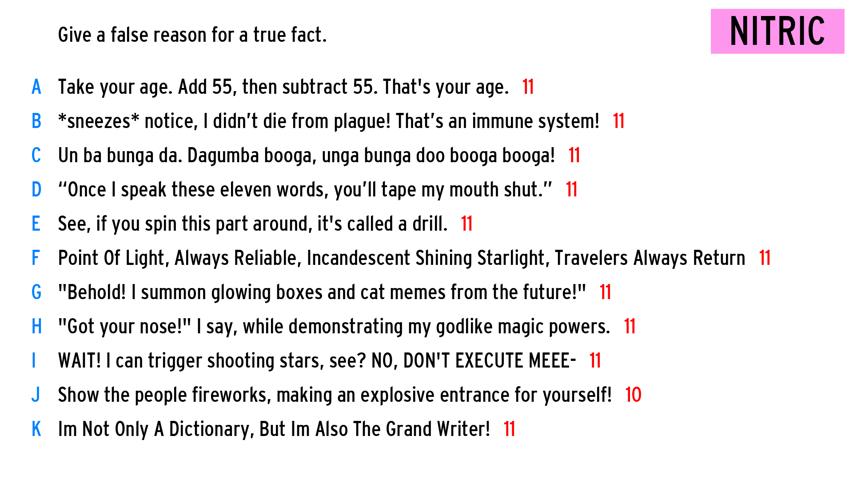 Give a false reason for a true fact.
NITRIC
A Take your age. Add 55, then subtract 55. That's your age. 11
B *sneezes* notice, I didn’t die from plague! That’s an immune system! 11
C Un ba bunga da. Dagumba booga, unga bunga doo booga booga! 11
D “Once I speak these eleven words, you’ll tape my mouth shut.” 11
E See, if you spin this part around, it's called a drill. 11
F Point Of Light, Always Reliable, Incandescent Shining Starlight, Travelers Always Return 11
G "Behold! I summon glowing boxes and cat memes from the future!" 11
H "Got your nose!" I say, while demonstrating my godlike magic powers. 11
I WAIT! I can trigger shooting stars, see? NO, DON'T EXECUTE MEEE- 11
J Show the people fireworks, making an explosive entrance for yourself! 10
K Im Not Only A Dictionary, But Im Also The Grand Writer! 11